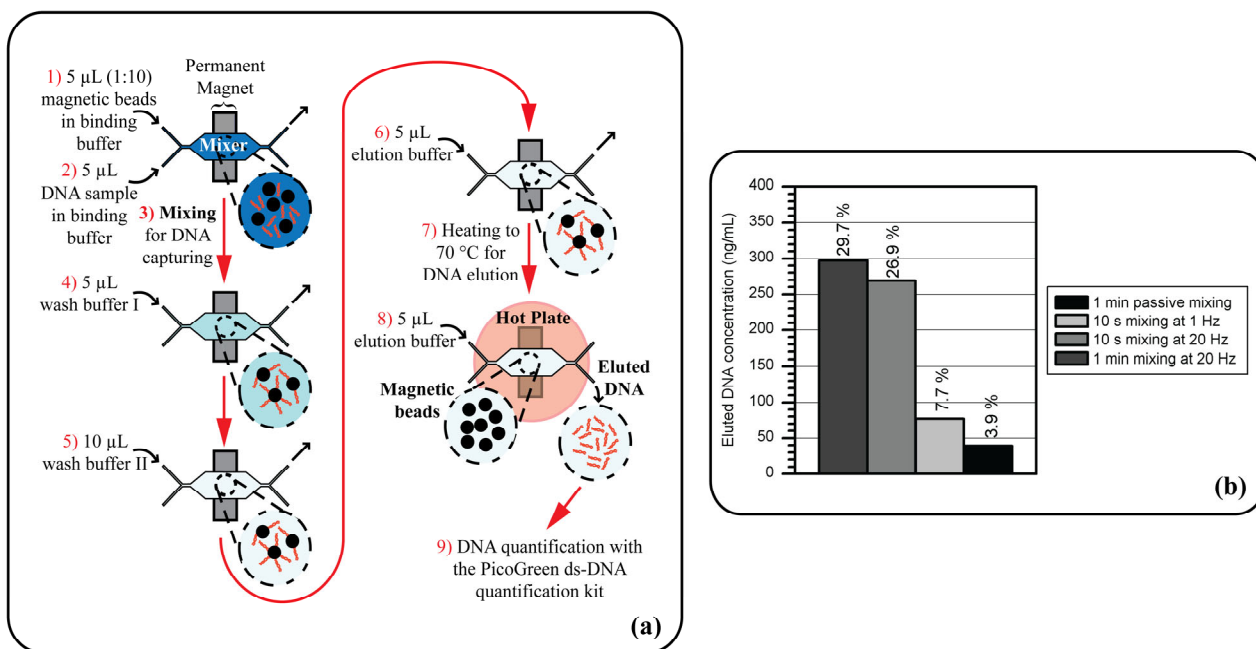 1) 5 µL (1:10)
magnetic beads
in binding
buffer
Permanent
Magnet
Mixer
2) 5 µL
DNA sample
in binding
buffer
3) Mixing
for DNA
capturing
4) 5 µL
wash buffer I
5) 10 µL
wash buffer II
6) 5 µL
elution buffer
7) Heating to
70 °C for
DNA elution
8) 5 µL
elution buffer
Hot Plate
Magnetic
beads
Eluted
DNA
9) DNA quantification with
the PicoGreen ds-DNA
quantification kit
(a)
Eluted DNA concentration (ng/mL)
400
350
300
250
200
150
100
50
0
29.7 %
26.9 %
7.7 %
3.9 %
1 min passive mixing
10 s mixing at 1 Hz
10 s mixing at 20 Hz
1 min mixing at 20 Hz
(b)